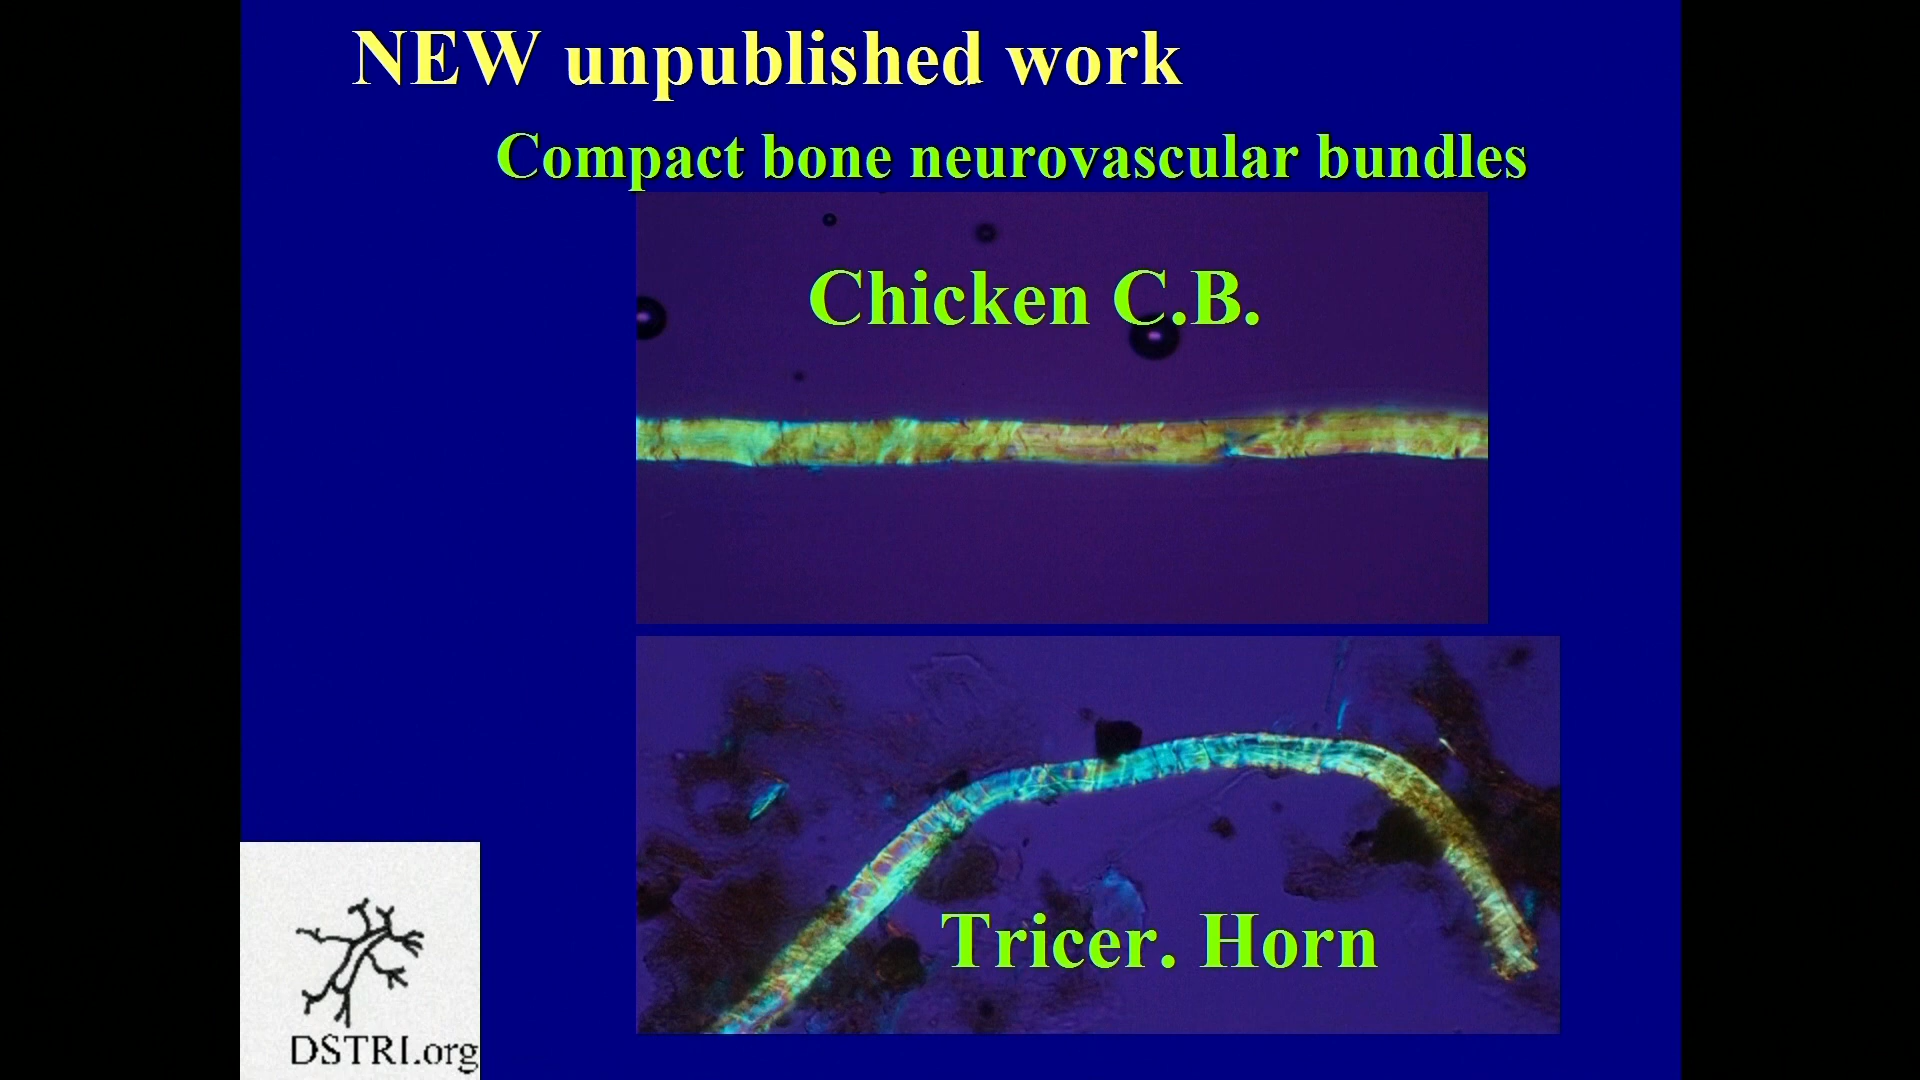 NEW unpublished work
Compact bone neurovascular bundles
Chicken C.B.
Tricer. Horn
DSTRI.org